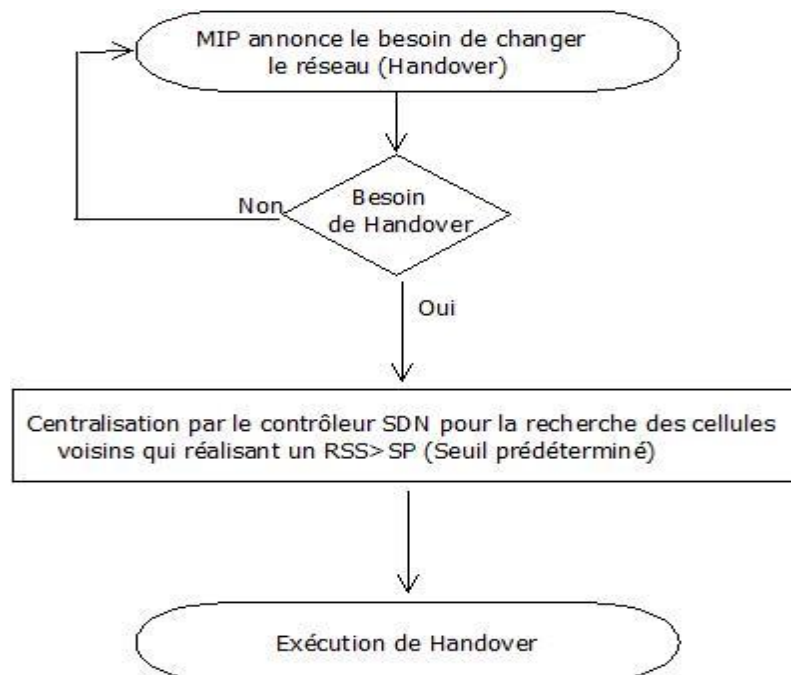 MIP annonce le besoin de changer
le réseau (Handover)
Besoin
de Handover
Non
Oui
Centralisation par le contrôleur SDN pour la recherche des cellules
voisins qui réalisant un RSS>SP (Seuil prédéterminé)
Exécution de Handover